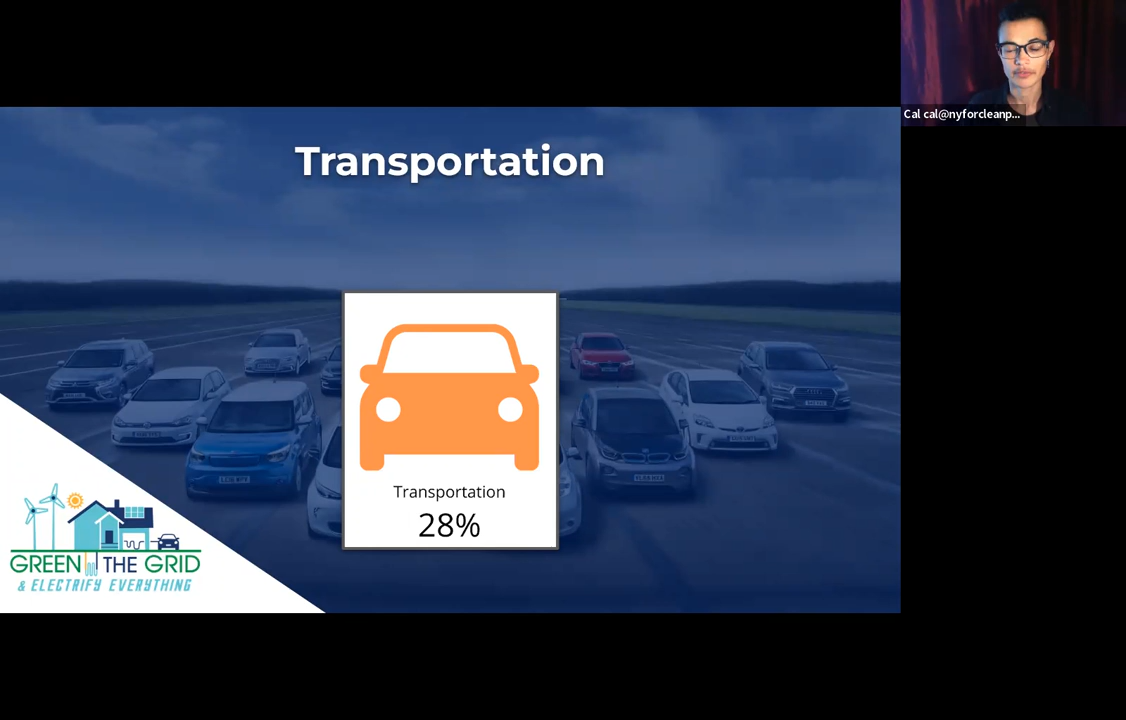 Cal cal@nyforcleanp...
Transportation
Transportation
28%
GREEN THE GRID
& ELECTRIFY EVERYTHING